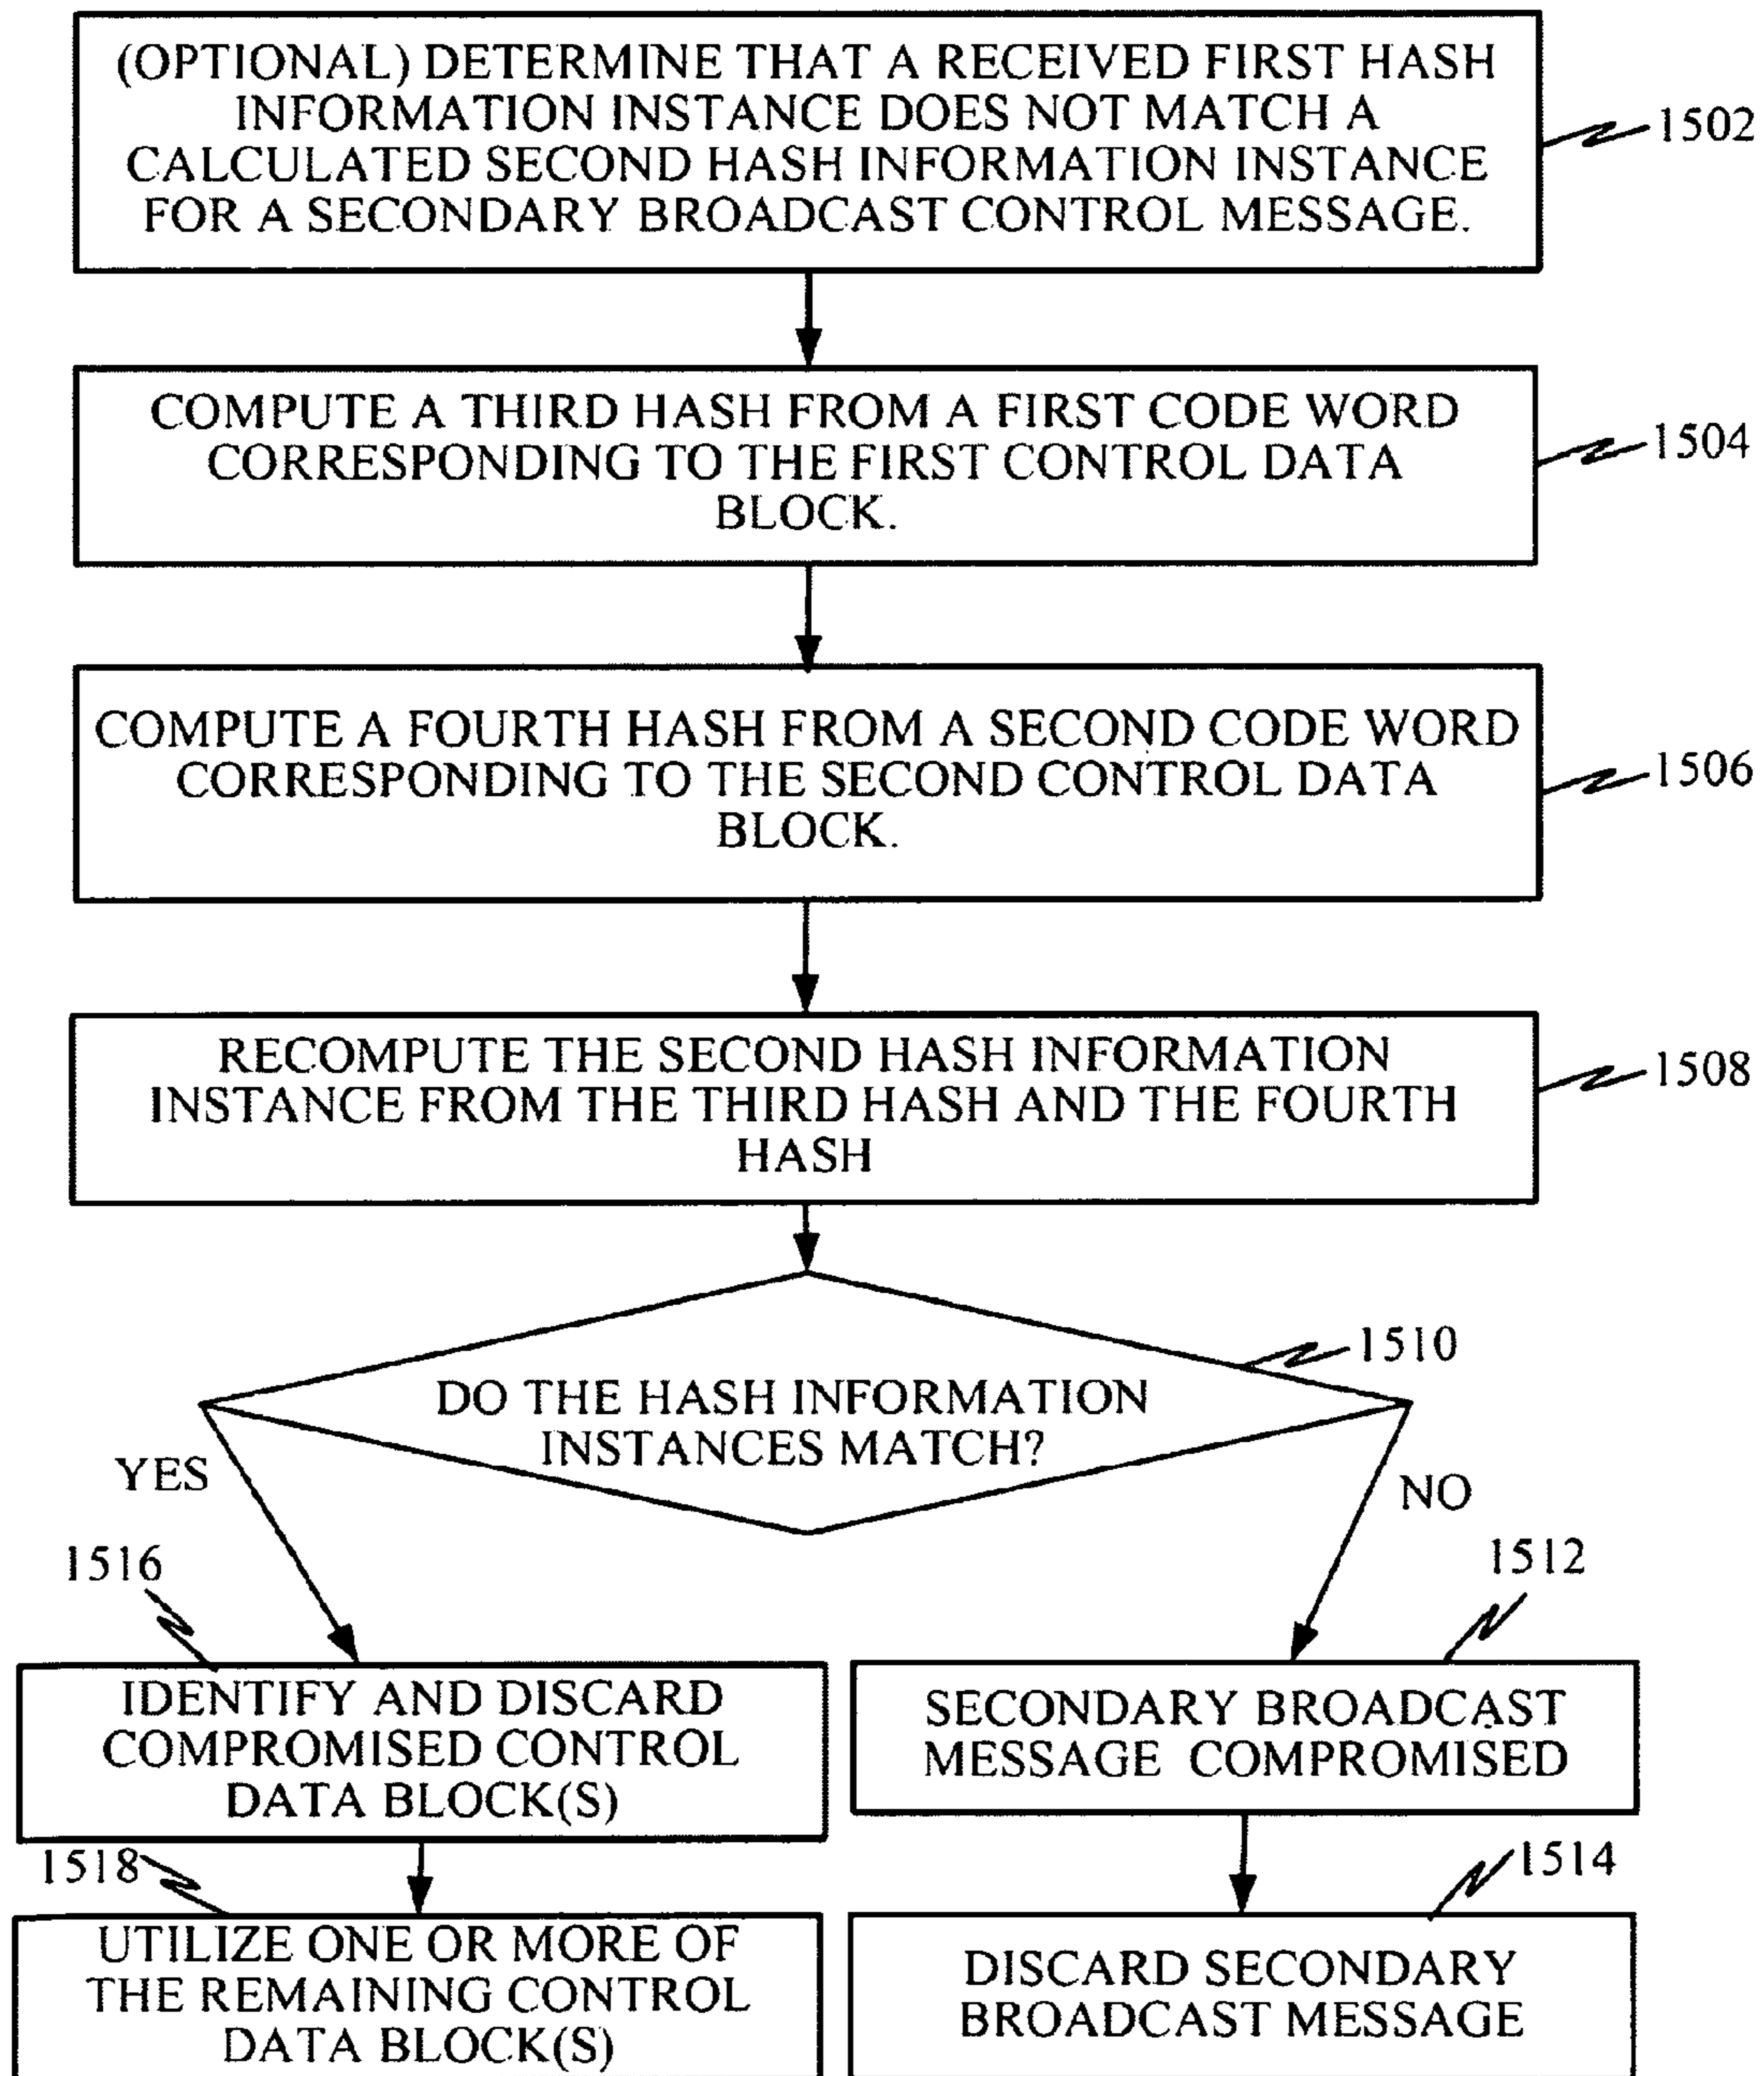 (OPTIONAL) DETERMINE THAT A RECEIVED FIRST HASH
INFORMATION INSTANCE DOES NOT MATCH A
CALCULATED SECOND HASH INFORMATION INSTANCE
FOR A SECONDARY BROADCAST CONTROL MESSAGE.
1502
COMPUTE A THIRD HASH FROM A FIRST CODE WORD
CORRESPONDING TO THE FIRST CONTROL DATA
BLOCK.
1504
COMPUTE A FOURTH HASH FROM A SECOND CODE WORD
CORRESPONDING TO THE SECOND CONTROL DATA
BLOCK.
1506
RECOMPUTE THE SECOND HASH INFORMATION
INSTANCE FROM THE THIRD HASH AND THE FOURTH
HASH
1508
1510
DO THE HASH INFORMATION
INSTANCES MATCH?
YES
NO
1516
IDENTIFY AND DISCARD
COMPROMISED CONTROL
DATA BLOCK(S)
1512
SECONDARY BROADCAST
MESSAGE COMPROMISED
1518
UTILIZE ONE OR MORE OF
THE REMAINING CONTROL
DATA BLOCK(S)
1514
DISCARD SECONDARY
BROADCAST MESSAGE